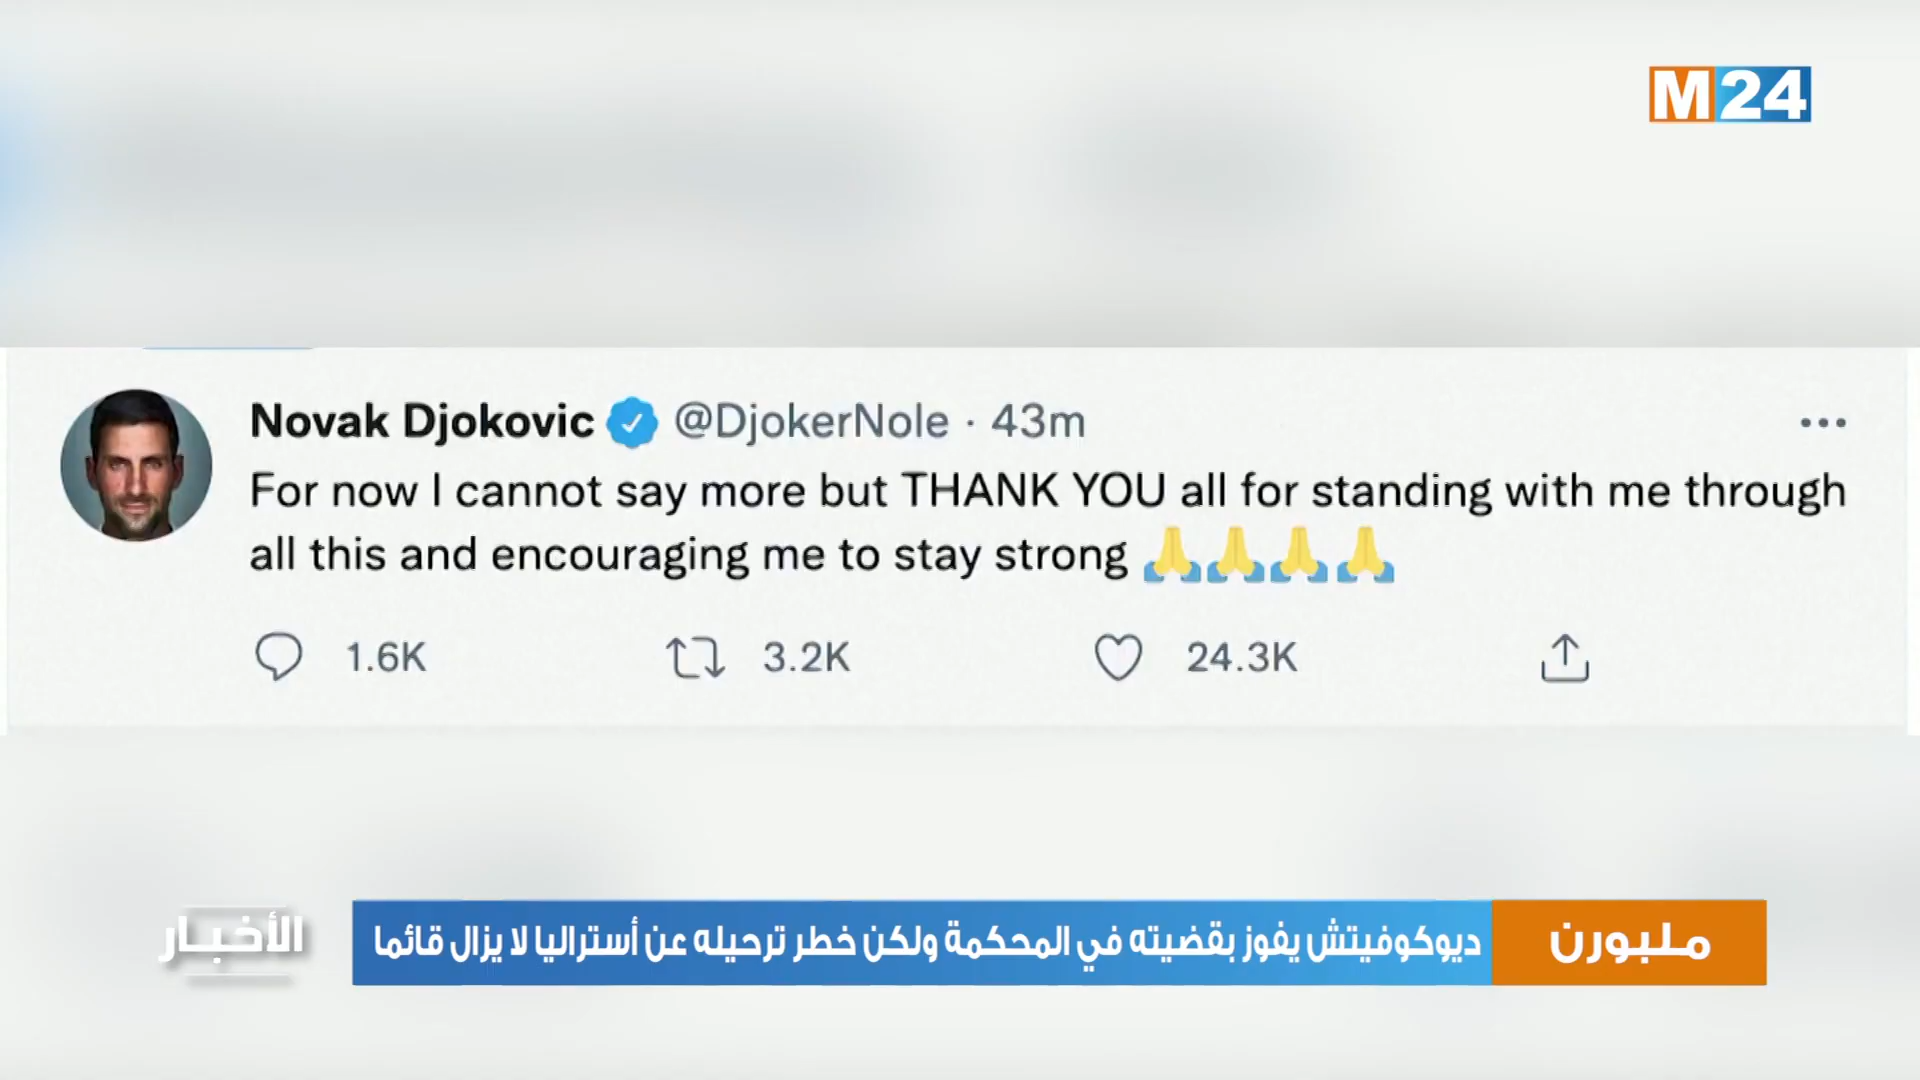 M24
Novak Djokovic @DjokerNole · 43m
For now I cannot say more but THANK YOU all for standing with me through
all this and encouraging me to stay strong 🙏🙏🙏🙏
1.6K 3.2K 24.3K
ملبورن
ديوكوفيتش يفوز بقضيته في المحكمة ولكن خطر ترحيله عن أستراليا لا يزال قائما
الأخبار